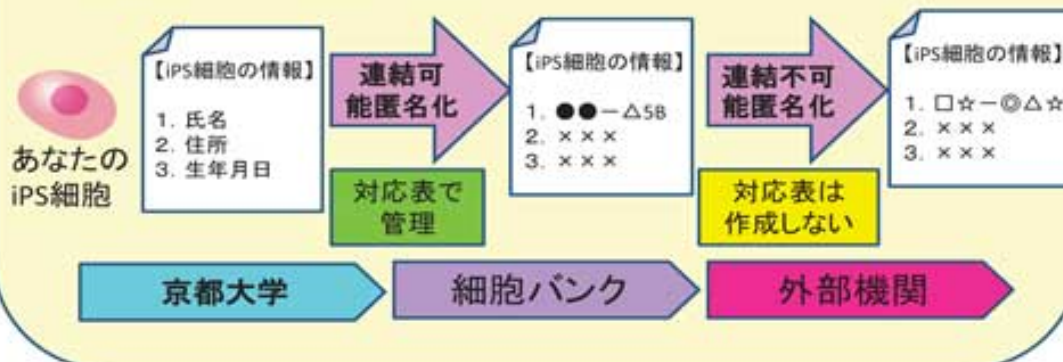 あなたの
iPS細胞
【iPS細胞の情報】
1. 氏名
2. 住所
3. 生年月日
連結可
能匿名化
対応表で
管理
【iPS細胞の情報】
1. ●●－△5B
2. ×××
3. ×××
連結不可
能匿名化
対応表は
作成しない
【iPS細胞の情報】
1. □☆－◎△☆
2. ×××
3. ×××
京都大学
細胞バンク
外部機関